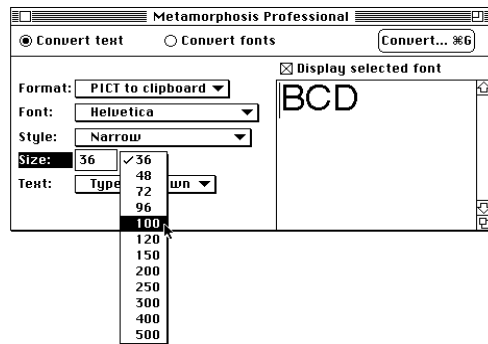 Metamorphosis Professional
Convert text Convert fonts Convert... ⌘G
Display selected font
Format: PICT to clipboard
Font: Helvetica
Style: Narrow
Size: 36
Text: Type wn
BCD
✓36
48
72
96
100
120
150
200
250
300
400
500